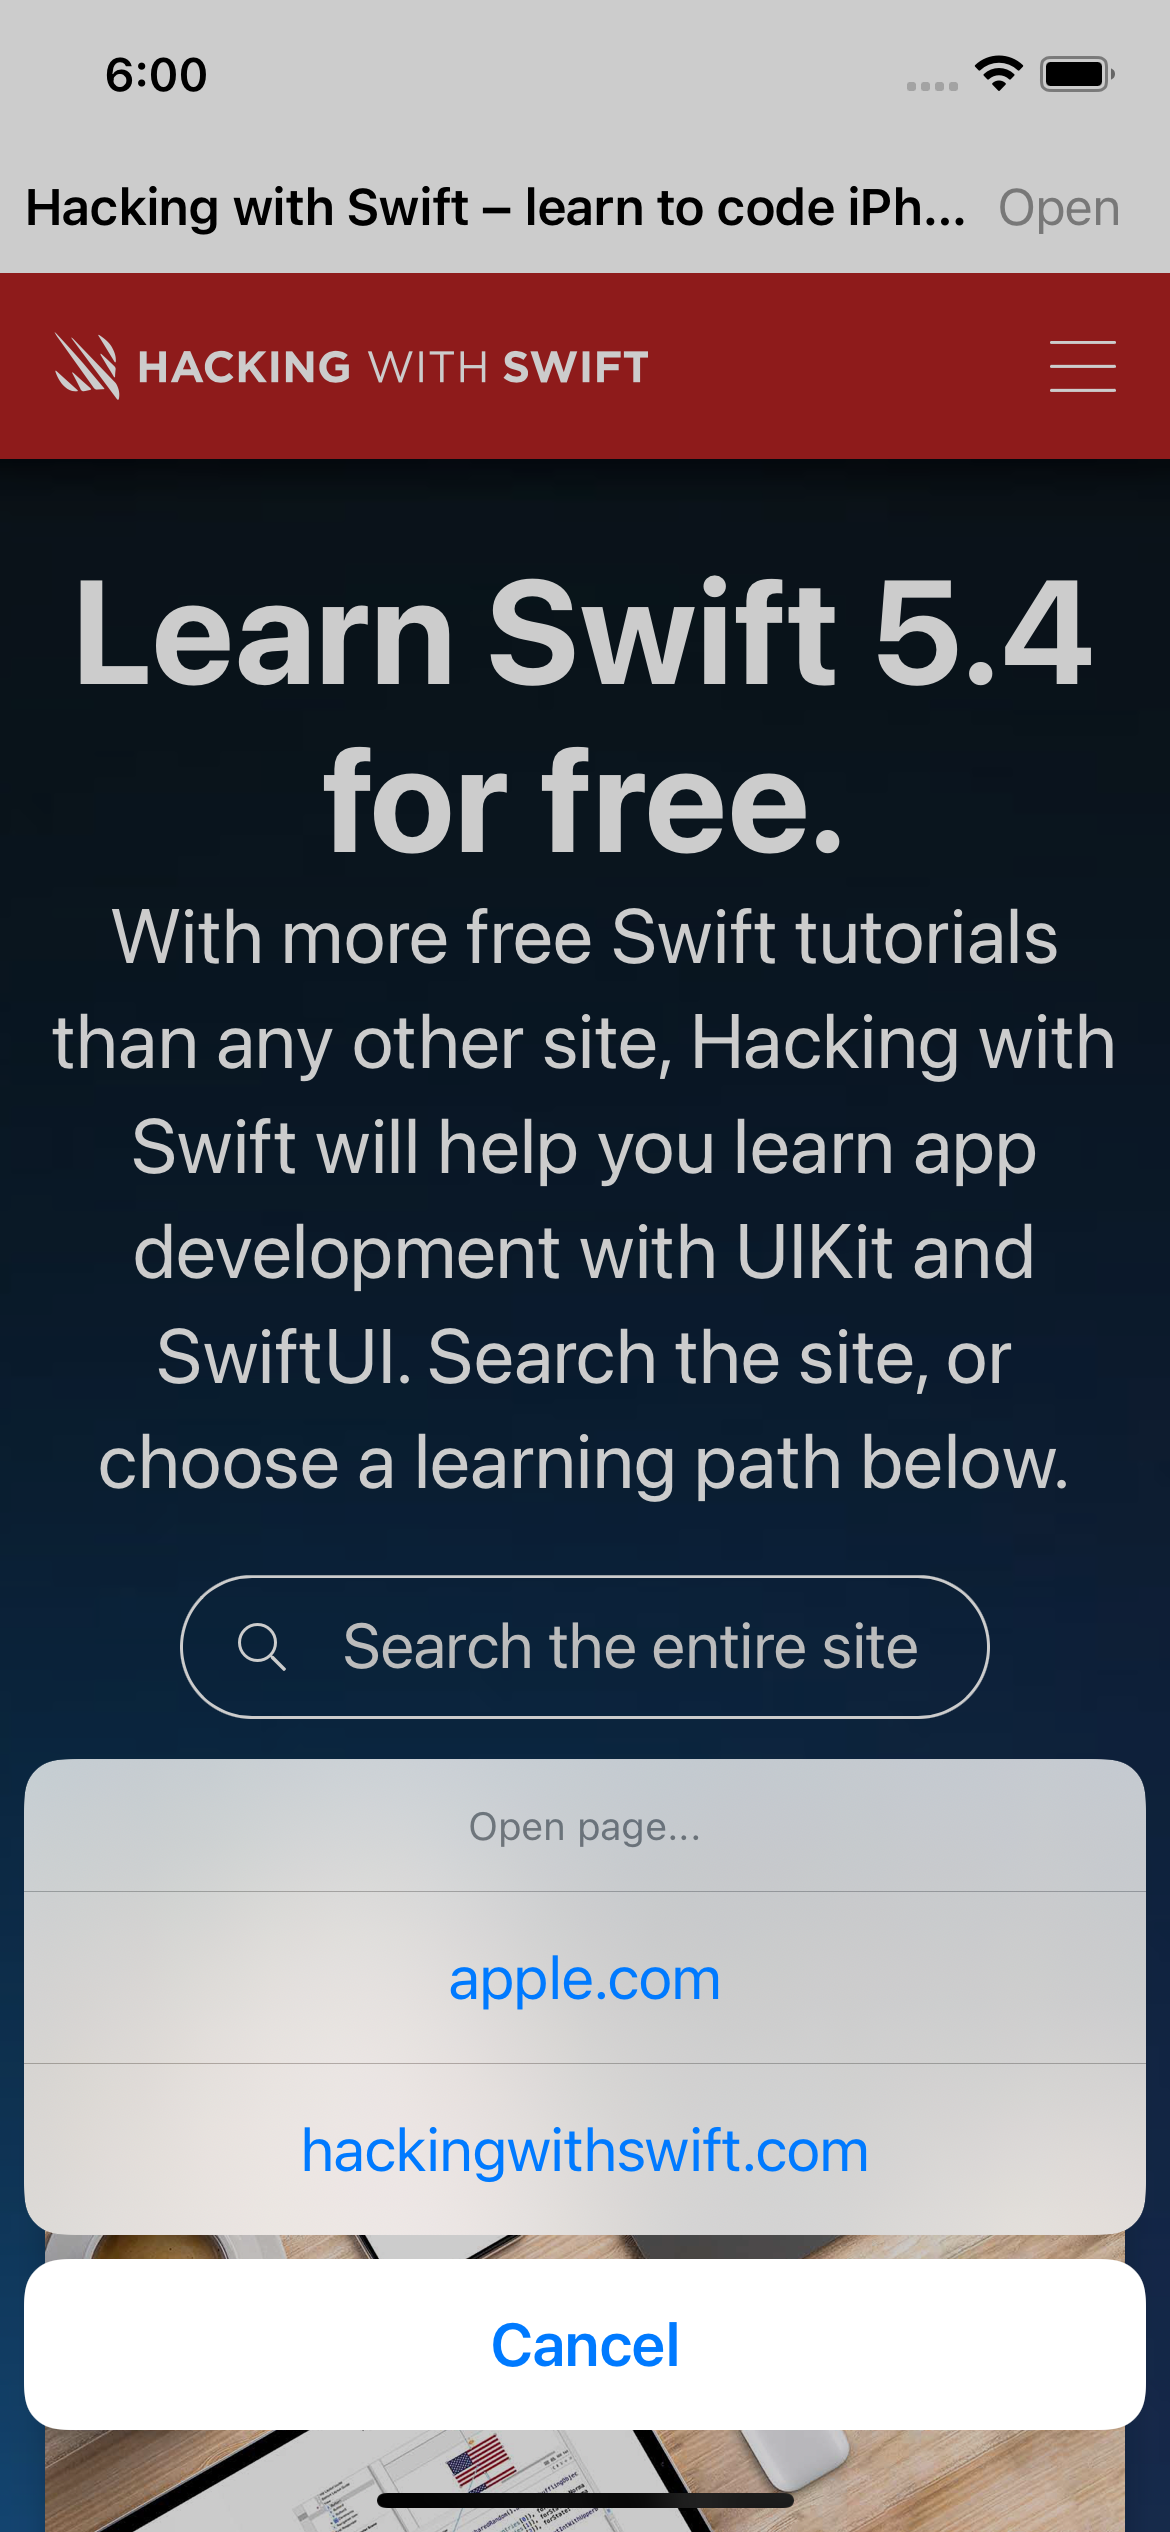 6:00
Hacking with Swift – learn to code iPh... Open
HACKING WITH SWIFT
Learn Swift 5.4
for free.
With more free Swift tutorials
than any other site, Hacking with
Swift will help you learn app
development with UIKit and
SwiftUI. Search the site, or
choose a learning path below.
Search the entire site
Open page...
apple.com
hackingwithswift.com
Cancel